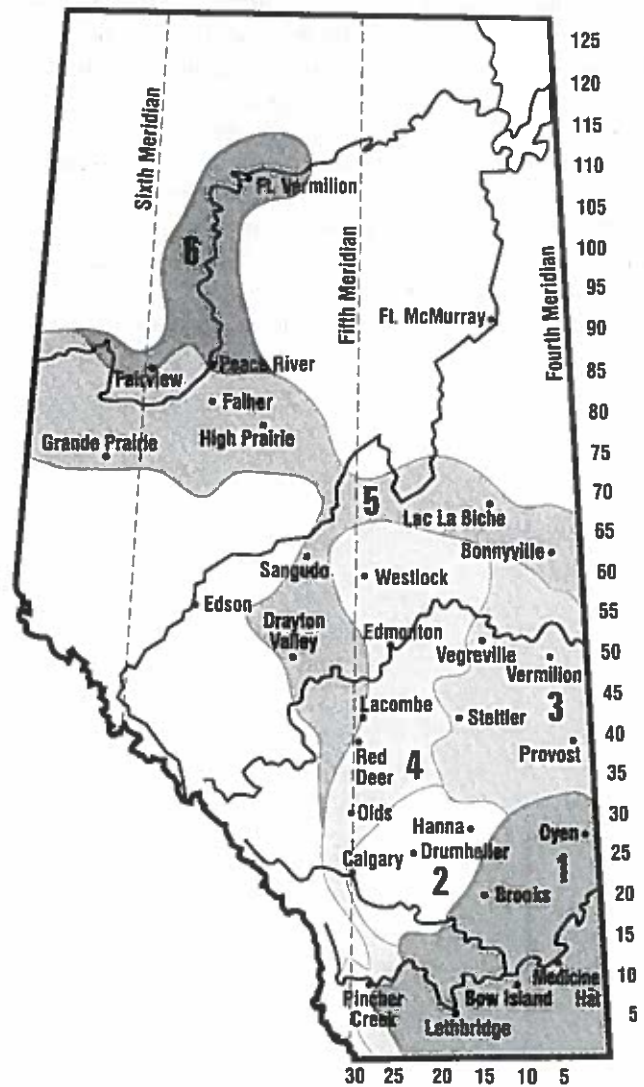 125
120
115
110
105
100
95
90
85
80
75
70
65
60
55
50
45
40
35
30
25
20
15
10
5
Sixth Meridian
Fifth Meridian
Fourth Meridian
Ft. Vermilion
6
Ft. McMurray
Peace River
Fairview
Falher
High Prairie
Grande Prairie
5
Lac La Biche
Bonnyville
Sangudo
Westlock
Edson
Drayton
Valley
Edmonton
Vegreville
Vermilion
Lacombe
Stettler
3
Provost
Red
Deer
4
Olds
Hanna
Oyen
Calgary
Drumheller
2
1
Brooks
Pincher
Creek
Bow Island
Medicine
Hat
Lethbridge
30 25 20 15 10 5